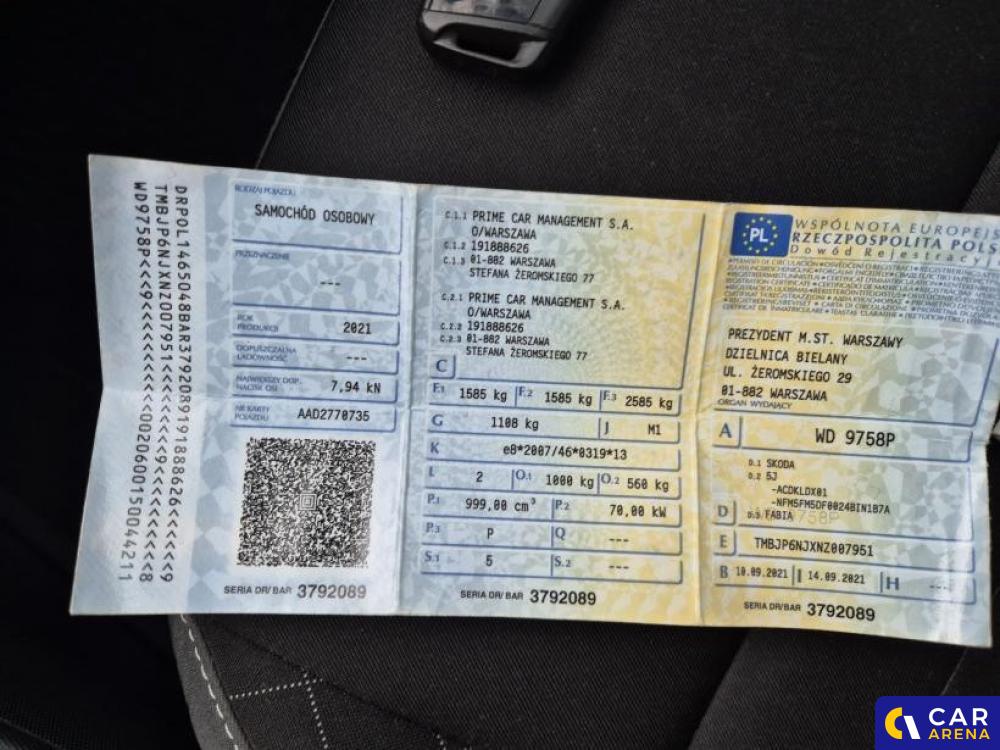 DRPOL1465048BAR3792089191888626<<<<<<9
RODZAJ POJAZDU
SAMOCHÓD OSOBOWY
PRZEZNACZENIE
---
ROK
PRODUKCJI
2021
DOPUSZCZALNA
ŁADOWNOŚĆ
---
NAJWIĘKSZY DOP.
NACISK OSI
7,94 kN
NR KARTY
POJAZDU
AAD2770735
SERIA DR/BAR 3792089
C.1.1 PRIME CAR MANAGEMENT S.A.
O/WARSZAWA
C.1.2 191888626
C.1.3 01-882 WARSZAWA
STEFANA ŻEROMSKIEGO 77
C.2.1 PRIME CAR MANAGEMENT S.A.
O/WARSZAWA
C.2.2 191888626
C.2.3 01-882 WARSZAWA
STEFANA ŻEROMSKIEGO 77
C
F.1 1585 kg F.2 1585 kg F.3 2585 kg
G 1108 kg J M1
K e8*2007/46*0319*13
L 2 O.1 1000 kg O.2 560 kg
P.1 999,00 cm³ P.2 70,00 kW
P.3 P Q ---
S.1 5 S.2 ---
SERIA DR/BAR 3792089
PL
WSPÓLNOTA EUROPEJS
RZECZPOSPOLITA POLS
Dowód Rejestracyj
PREZYDENT M.ST. WARSZAWY
DZIELNICA BIELANY
UL. ŻEROMSKIEGO 29
01-882 WARSZAWA
ORGAN WYDAJĄCY
A WD 9758P
D.1 SKODA
D.2 5J
-ACDKLDX01
-NFM5FM5DF0024BIN1B7A
D D.3 FABIA
E TMBJP6NJXNZ007951
B 10.09.2021 I 14.09.2021 H ---
SERIA DR/BAR 3792089
CAR
ARENA